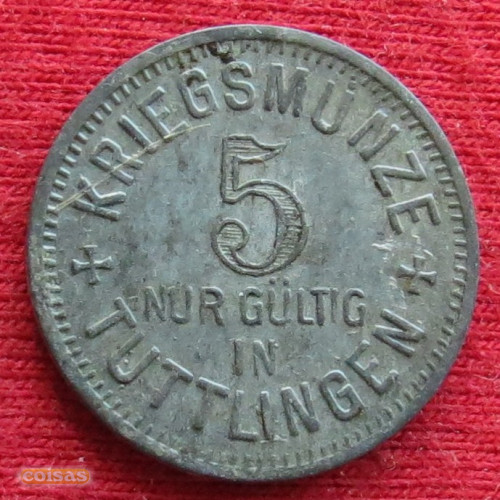 KRIEGSMÜNZE
5
NUR GÜLTIG
IN
TUTTLINGEN
coisas